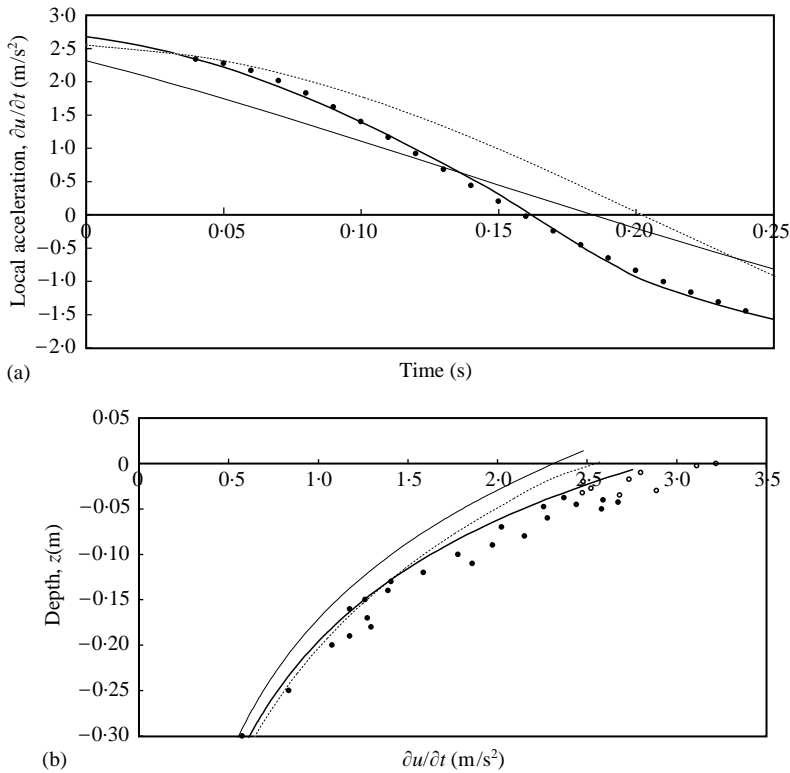 3·0
2·5
2·0
1·5
1·0
0·5
0
−0·5
−1·0
−1·5
−2·0
Local acceleration, ∂u/∂t (m/s²)
0 0·05 0·10 0·15 0·20 0·25
Time (s)
(a)
0·05
0
−0·05
−0·10
−0·15
−0·20
−0·25
−0·30
Depth, z(m)
0·5 1·0 1·5 2·0 2·5 3·0 3·5
∂u/∂t (m/s²)
(b)